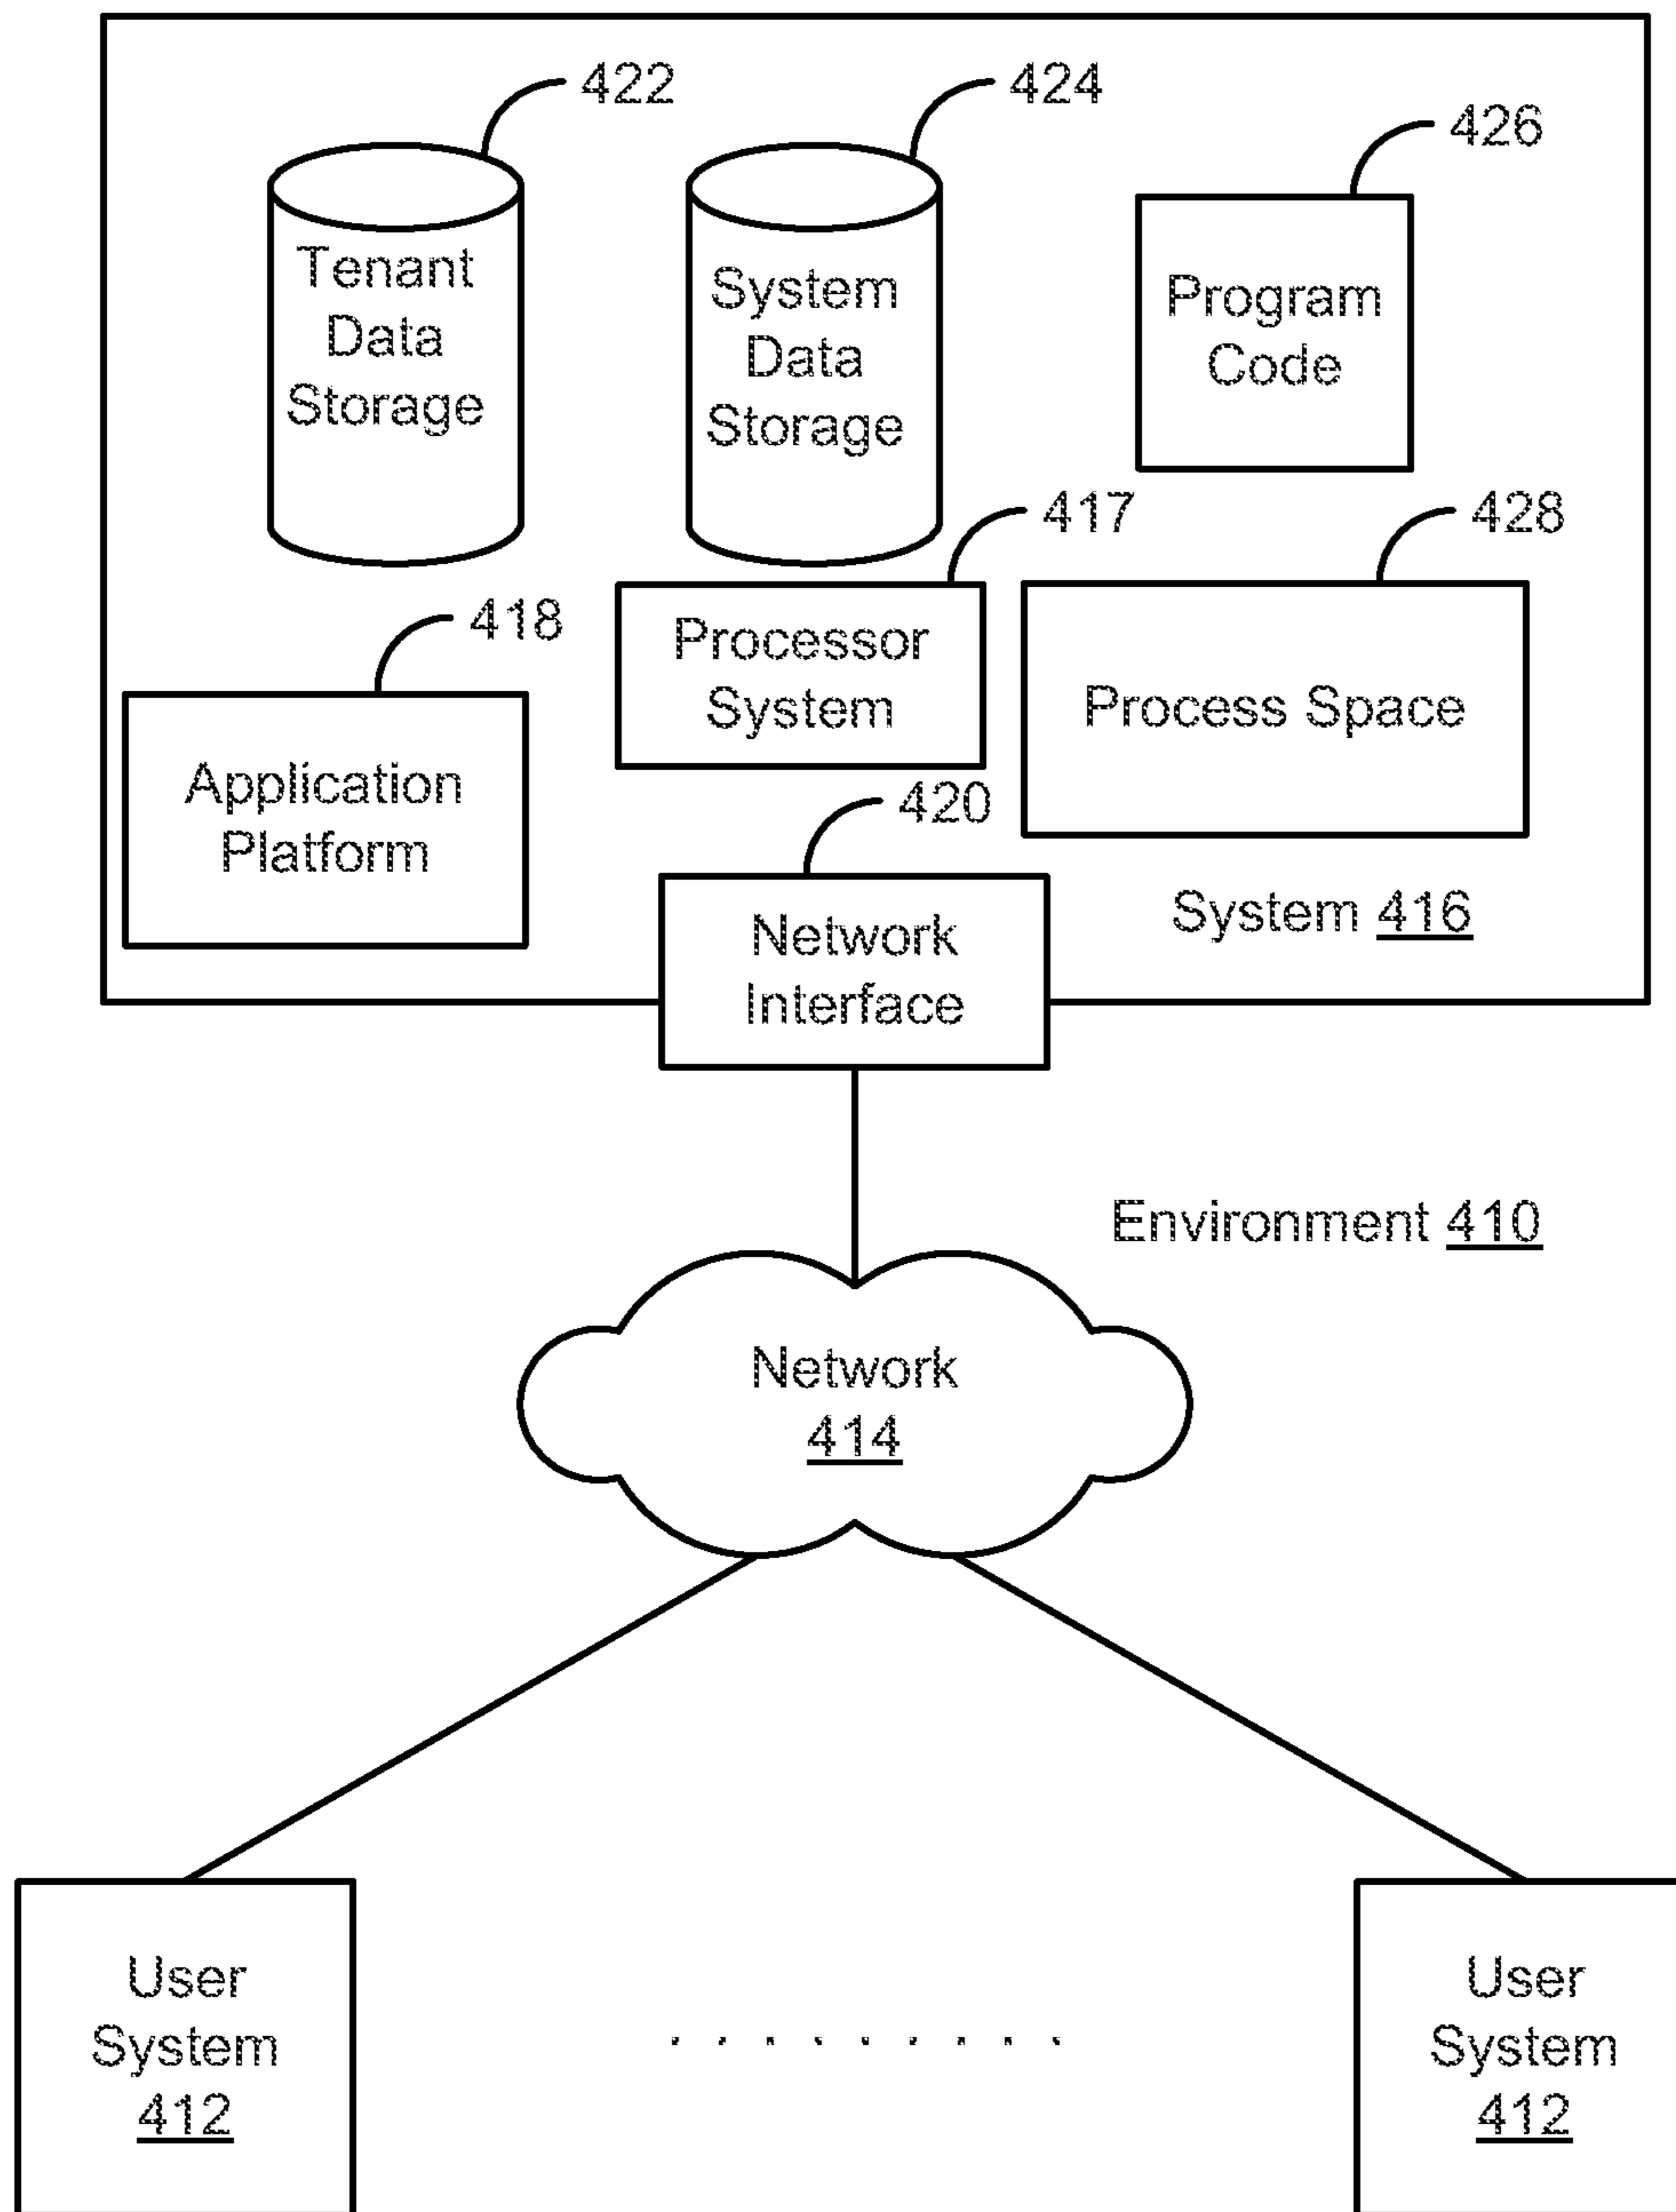 422
424
426
Tenant
Data
Storage
System
Data
Storage
Program
Code
417
428
418
Processor
System
Process Space
Application
Platform
420
Network
Interface
System 416
Environment 410
Network
414
User
System
412
User
System
412